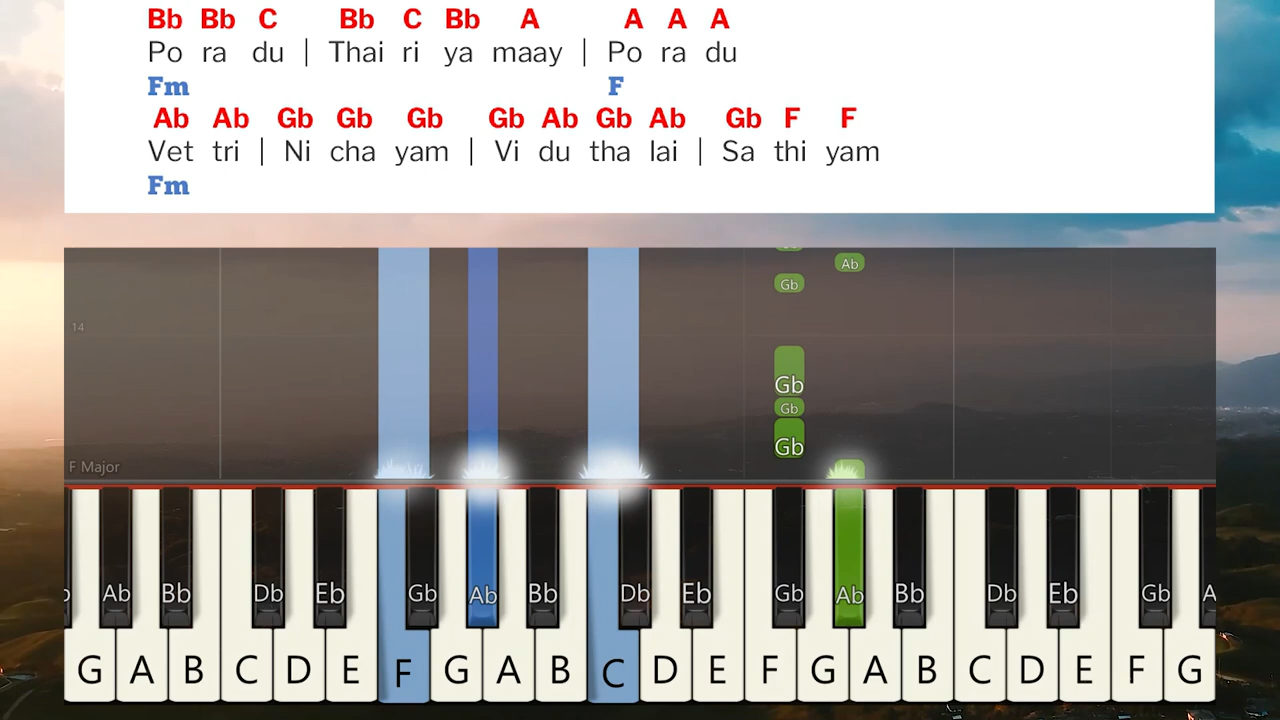 Bb Bb C Bb C Bb A A A A
Po ra du | Thai ri ya maay | Po ra du
Fm F
Ab Ab Gb Gb Gb Gb Ab Gb Ab Gb F F
Vet tri | Ni cha yam | Vi du tha lai | Sa thi yam
Fm
Ab
Gb
14
Gb
Gb
Gb
F Major
Ab Bb Db Eb Gb Ab Bb Db Eb Gb Ab Bb Db Eb Gb
G A B C D E F G A B C D E F G A B C D E F G